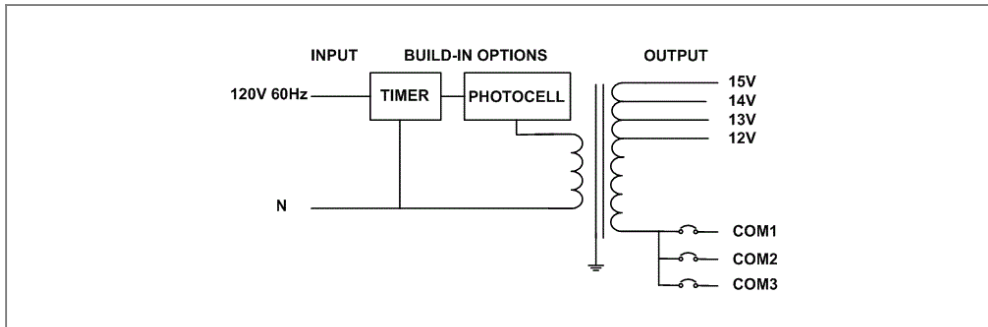 INPUT BUILD-IN OPTIONS OUTPUT
120V 60Hz TIMER PHOTOCELL
15V
14V
13V
12V
N
COM1
COM2
COM3